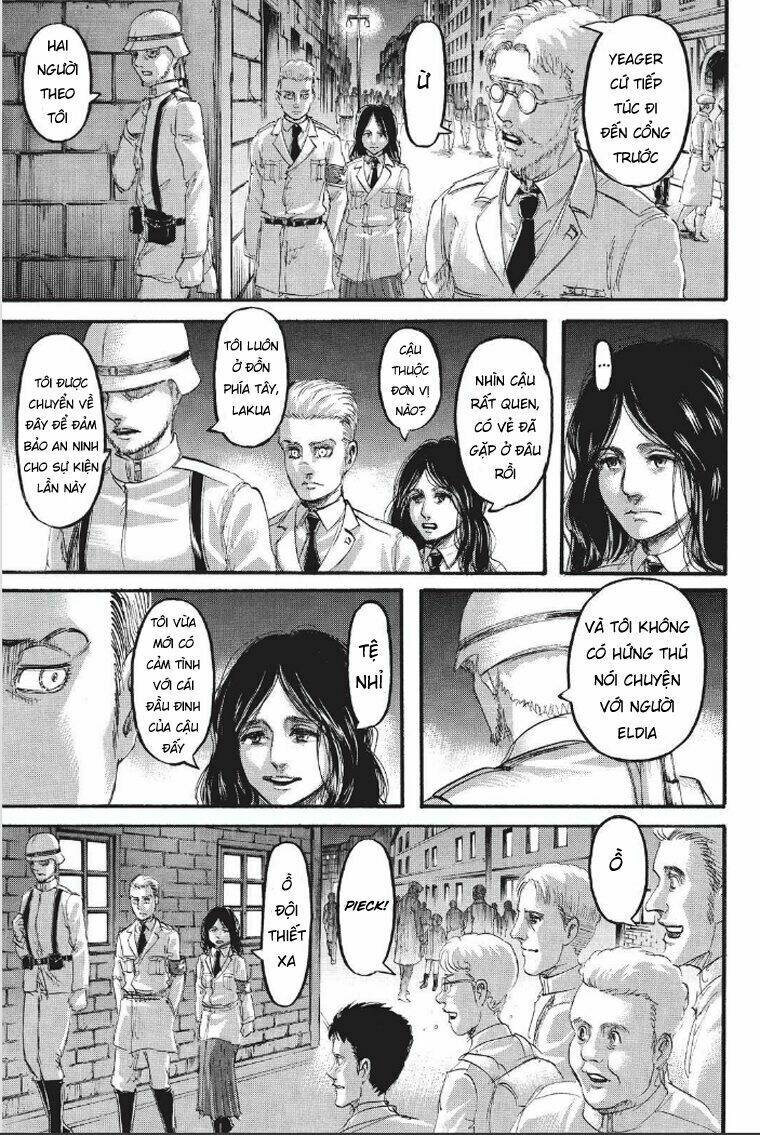 YEAGER
CỨ TIẾP
TÚC ĐI
ĐẾN CỔNG
TRƯỚC
Ừ
HAI
NGƯỜI
THEO
TÔI
...
NHÌN CẬU
RẤT QUEN,
CÓ VẺ ĐÃ
GẶP Ở ĐÂU
RỒI
CẬU
THUỘC
ĐƠN VỊ
NÀO?
TÔI LUÔN
Ở ĐỒN
PHÍA TÂY,
LAKUA
TÔI ĐƯỢC
CHUYỂN VỀ
ĐÂY ĐỂ ĐẢM
BẢO AN NINH
CHO SỰ KIỆN
LẦN NÀY
VÀ TÔI KHÔNG
CÓ HỨNG THÚ
NÓI CHUYỆN
VỚI NGƯỜI
ELDIA
TỆ
NHỈ
TÔI VỪA
MỚI CÓ
CẢM TÌNH
VỚI CÁI
ĐẦU ĐINH
CỦA CẬU
ĐẤY
Ồ
PIECK!
Ồ
ĐỘI
THIẾT
XA